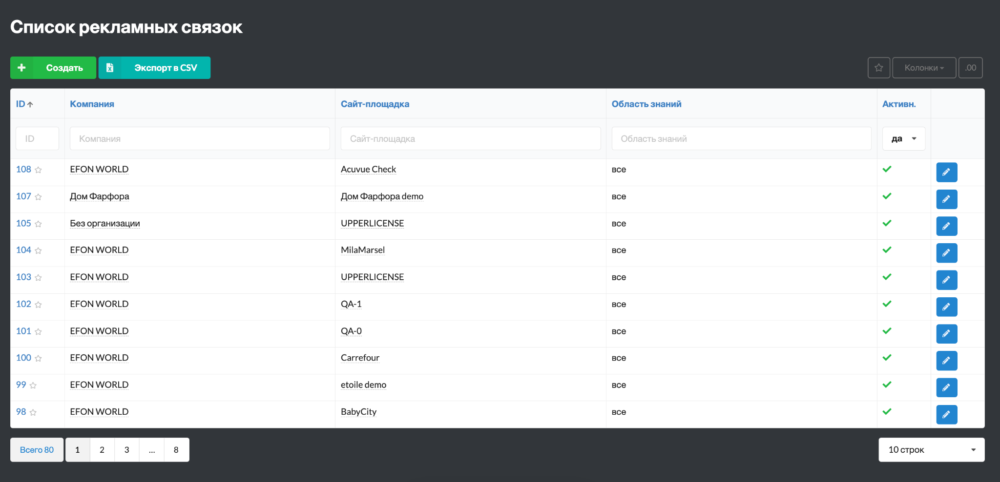 Список рекламных связок
Создать Экспорт в CSV Колонки .00
ID Компания Сайт-площадка Область знаний Активн.
ID Компания Сайт-площадка Область знаний да
108 EFON WORLD Acuvue Check все
107 Дом Фарфора Дом Фарфора demo все
105 Без организации UPPERLICENSE все
104 EFON WORLD MilaMarsel все
103 EFON WORLD UPPERLICENSE все
102 EFON WORLD QA-1 все
101 EFON WORLD QA-0 все
100 EFON WORLD Carrefour все
99 EFON WORLD etoile demo все
98 EFON WORLD BabyCity все
Всего 80 1 2 3 ... 8 10 строк